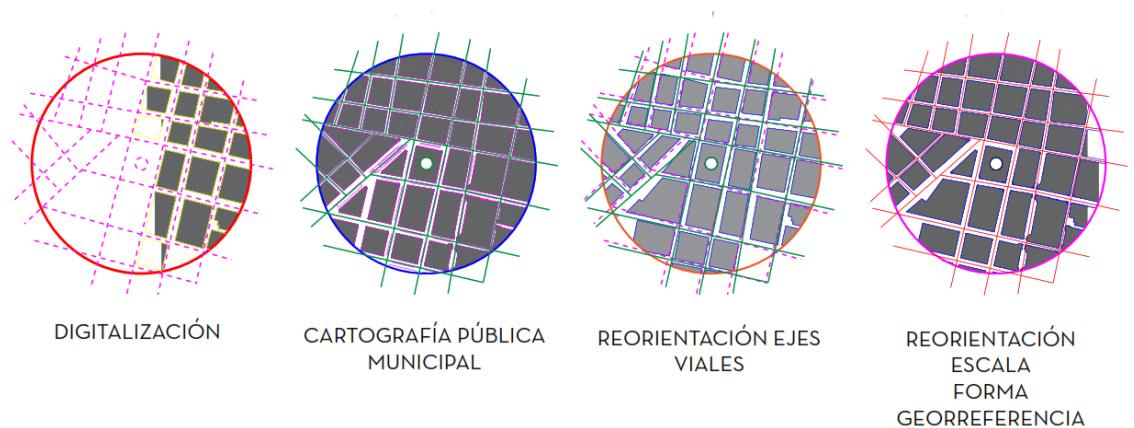 DIGITALIZACIÓN
CARTOGRAFÍA PÚBLICA
MUNICIPAL
REORIENTACIÓN EJES
VIALES
REORIENTACIÓN
ESCALA
FORMA
GEORREFERENCIA